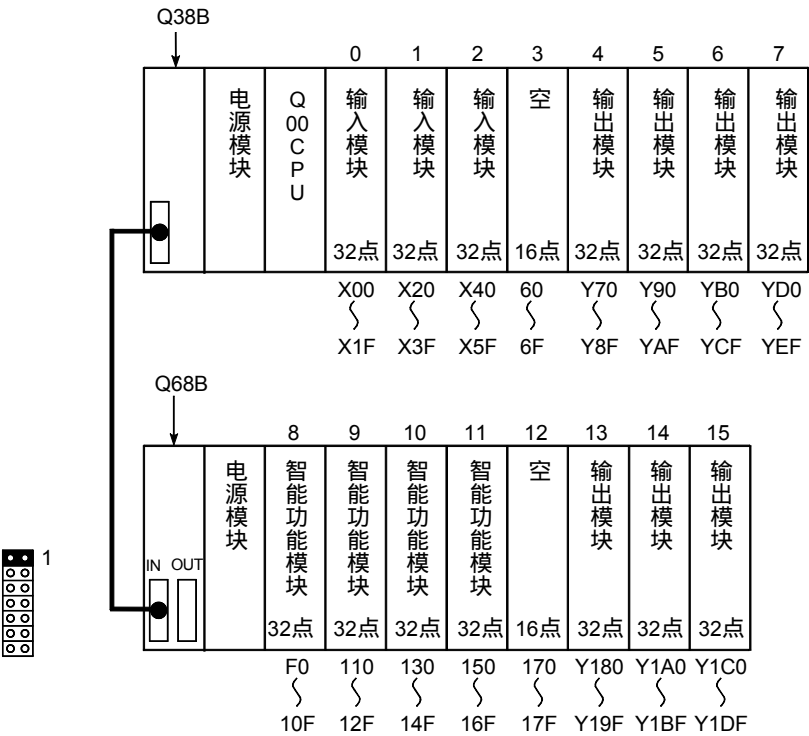 Q38B
0 1 2 3 4 5 6 7
电源模块
Q00CPU
输入模块
输入模块
输入模块
空
输出模块
输出模块
输出模块
输出模块
32点 32点 32点 16点 32点 32点 32点 32点
X00 X20 X40 60 Y70 Y90 YB0 YD0
X1F X3F X5F 6F Y8F YAF YCF YEF
Q68B
8 9 10 11 12 13 14 15
电源模块
智能功能模块
智能功能模块
智能功能模块
智能功能模块
空
输出模块
输出模块
输出模块
1
IN OUT
32点 32点 32点 32点 16点 32点 32点 32点
F0 110 130 150 170 Y180 Y1A0 Y1C0
10F 12F 14F 16F 17F Y19F Y1BF Y1DF